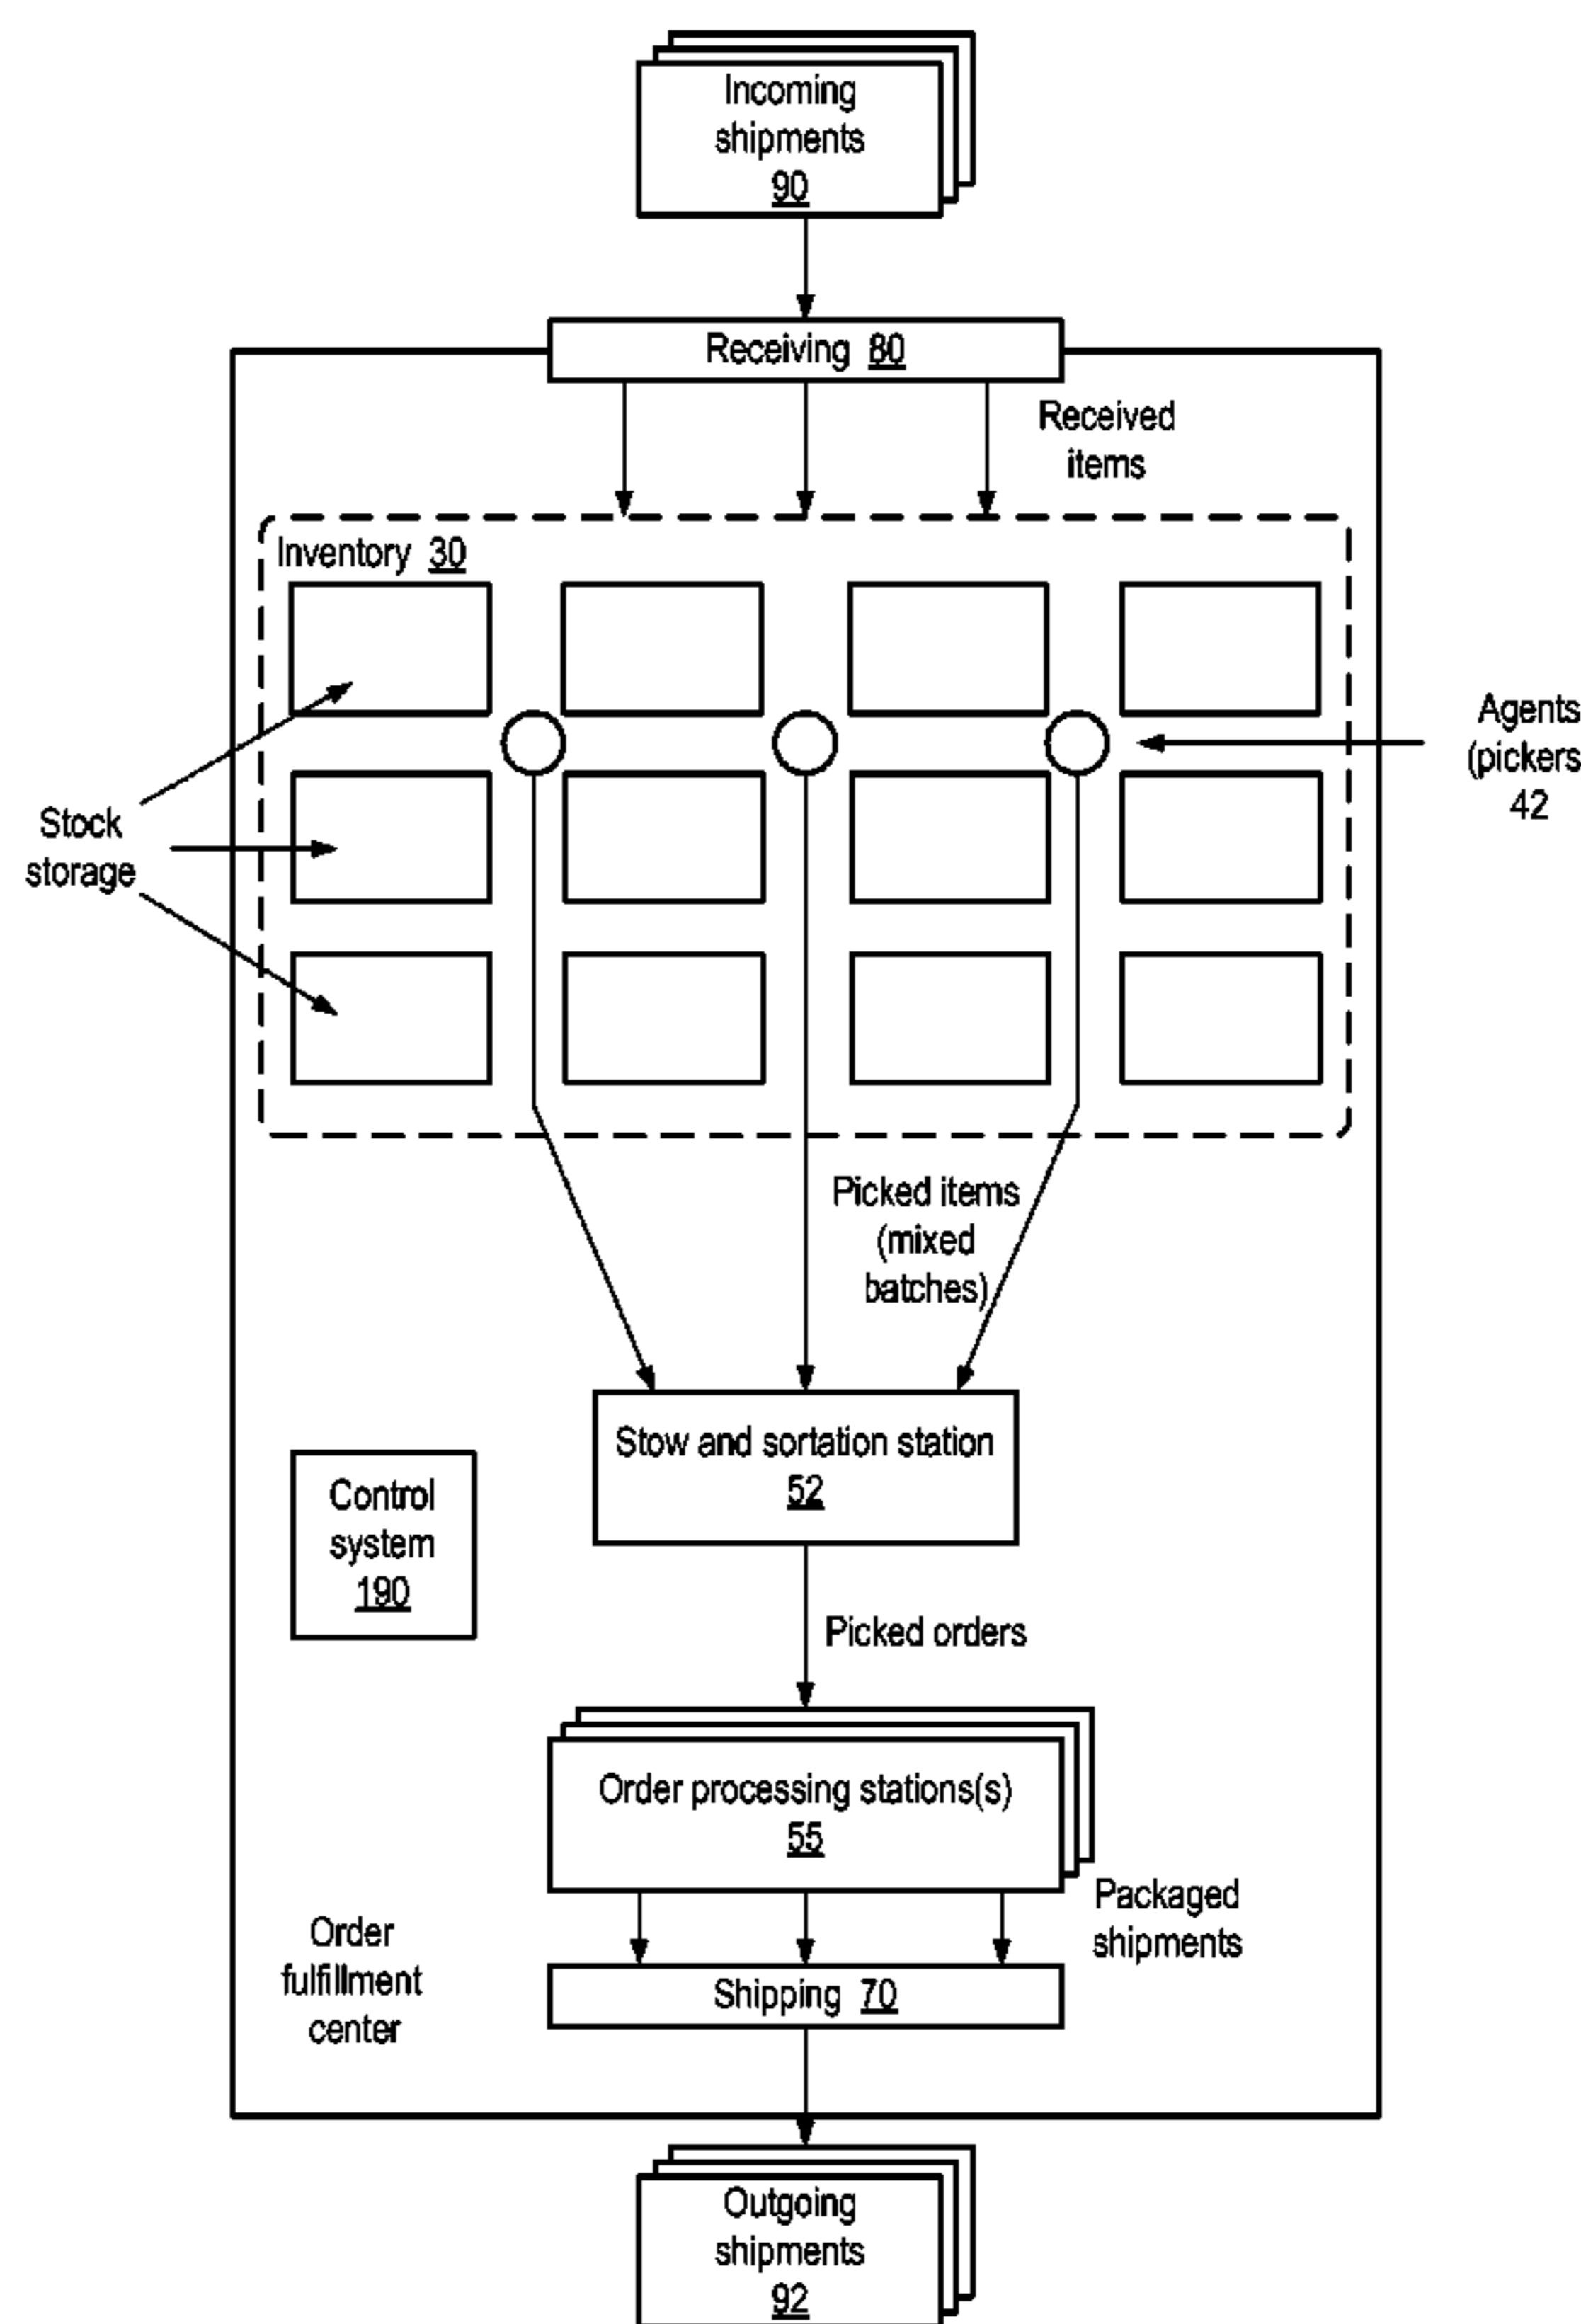 Incoming
shipments
90
Receiving 80
Received
items
Inventory 30
Agents
(pickers
42
Stock
storage
Picked items
(mixed
batches)
Stow and sortation station
52
Control
system
190
Picked orders
Order processing stations(s)
55
Packaged
shipments
Order
fulfillment
center
Shipping 70
Outgoing
shipments
92